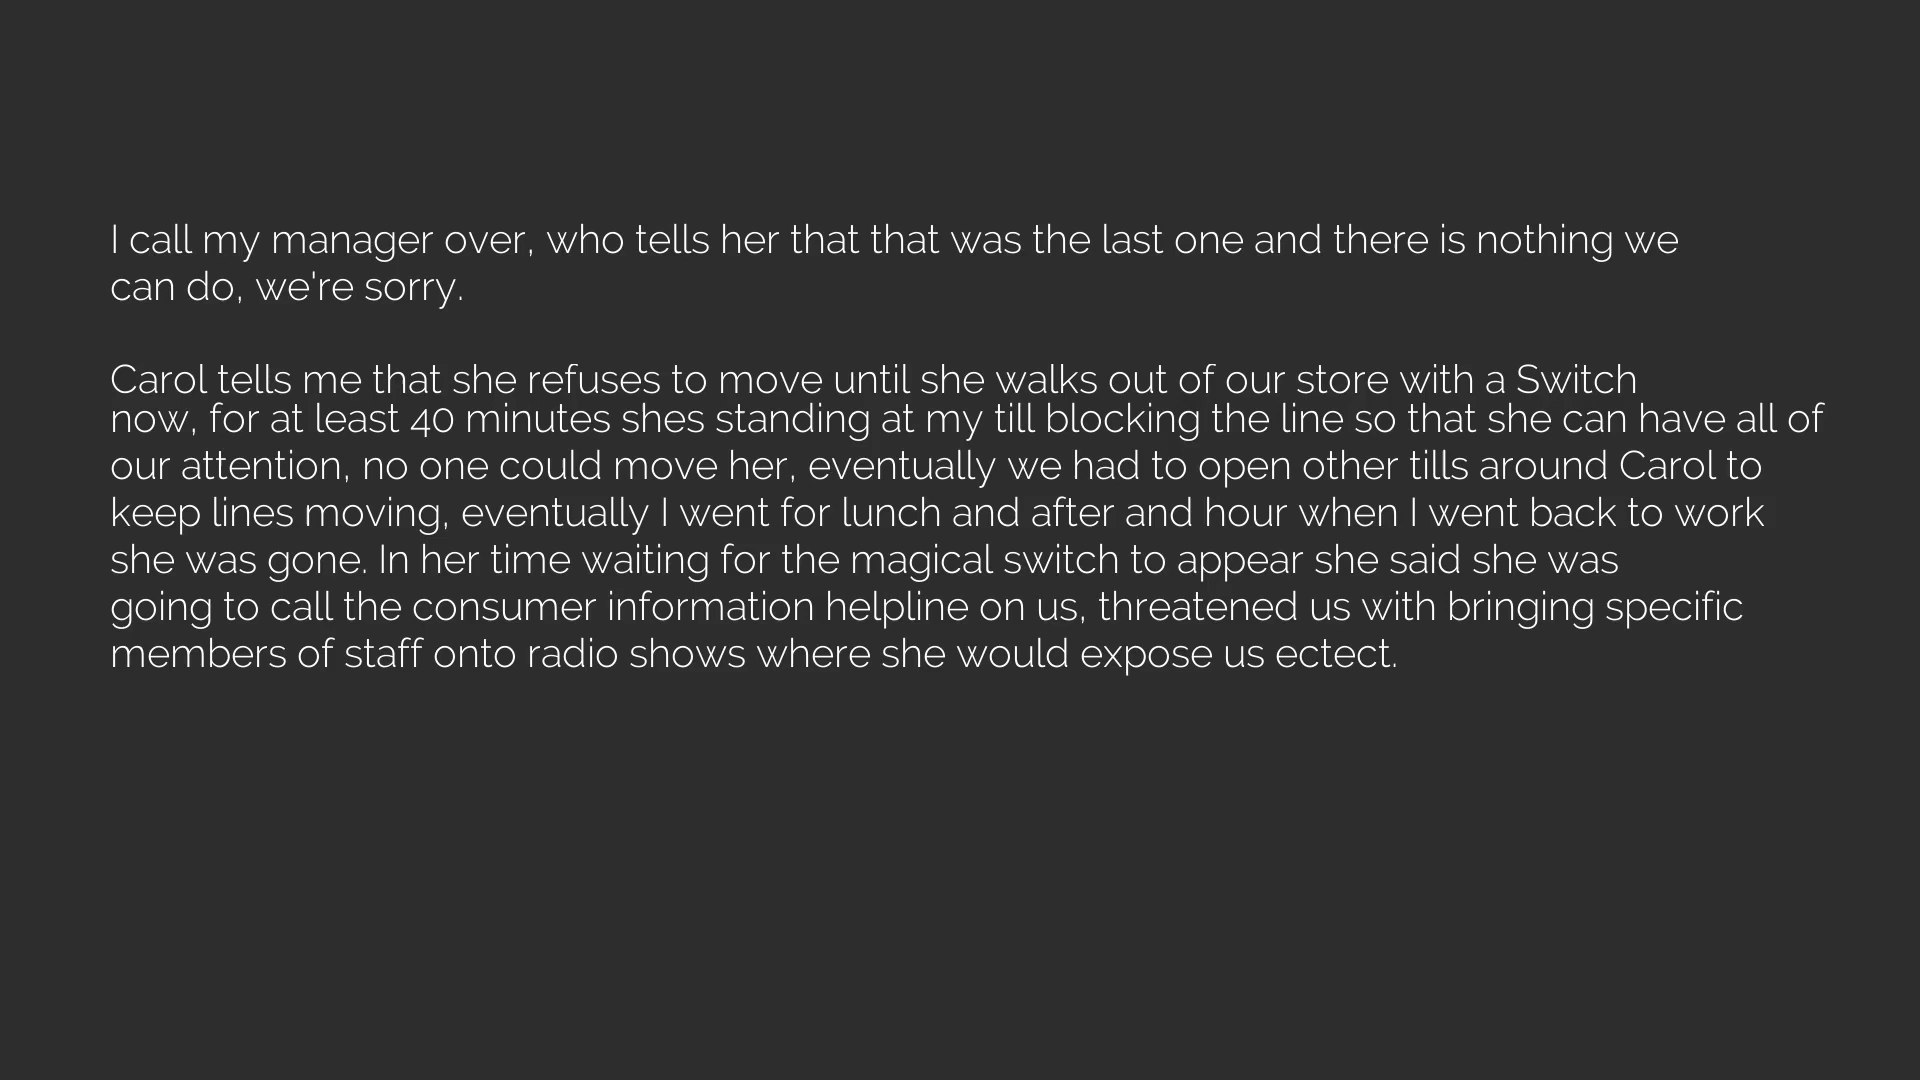 I call my manager over, who tells her that that was the last one and there is nothing we
can do, we're sorry.
Carol tells me that she refuses to move until she walks out of our store with a Switch
now, for at least 40 minutes shes standing at my till blocking the line so that she can have all of
our attention, no one could move her, eventually we had to open other tills around Carol to
keep lines moving, eventually I went for lunch and after and hour when I went back to work
she was gone. In her time waiting for the magical switch to appear she said she was
going to call the consumer information helpline on us, threatened us with bringing specific
members of staff onto radio shows where she would expose us ectect.